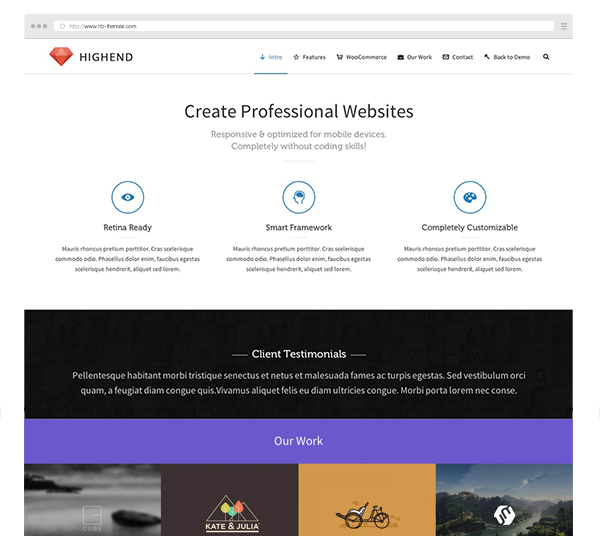 http://www.hb-themes.com
HIGHEND
Intro
Features
WooCommerce
Our Work
Contact
Back to Demo
Create Professional Websites
Responsive & optimized for mobile devices.
Completely without coding skills!
Retina Ready
Mauris rhoncus pretium porttitor. Cras scelerisque
commodo odio. Phasellus dolor enim, faucibus egestas
scelerisque hendrerit, aliquet sed lorem.
Smart Framework
Mauris rhoncus pretium porttitor. Cras scelerisque
commodo odio. Phasellus dolor enim, faucibus egestas
scelerisque hendrerit, aliquet sed lorem.
Completely Customizable
Mauris rhoncus pretium porttitor. Cras scelerisque
commodo odio. Phasellus dolor enim, faucibus egestas
scelerisque hendrerit, aliquet sed lorem.
Client Testimonials
Pellentesque habitant morbi tristique senectus et netus et malesuada fames ac turpis egestas. Sed vestibulum orci
quam, a feugiat diam congue quis.Vivamus aliquet felis eu diam ultricies congue. Morbi porta lorem nec conse.
Our Work
CUBE
KATE & JULIA